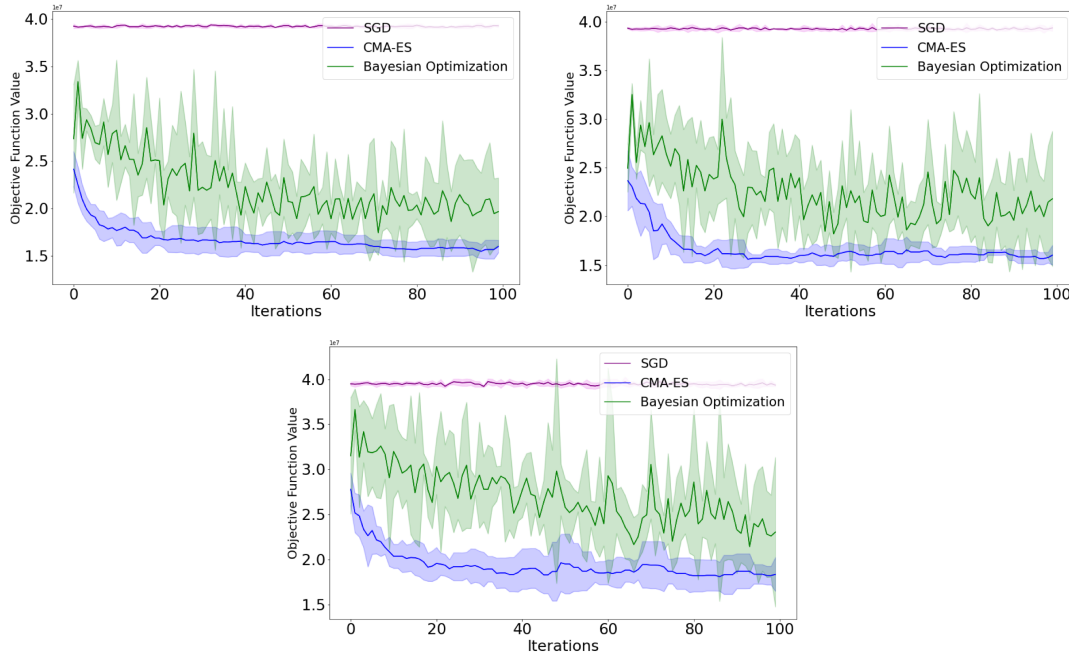 1e7
4.0
3.5
3.0
2.5
2.0
1.5
Objective Function Value
0
20
40
60
80
100
Iterations
SGD
CMA-ES
Bayesian Optimization
1e7
4.0
3.5
3.0
2.5
2.0
1.5
Objective Function Value
0
20
40
60
80
100
Iterations
SGD
CMA-ES
Bayesian Optimization
1e7
4.0
3.5
3.0
2.5
2.0
1.5
Objective Function Value
0
20
40
60
80
100
Iterations
SGD
CMA-ES
Bayesian Optimization